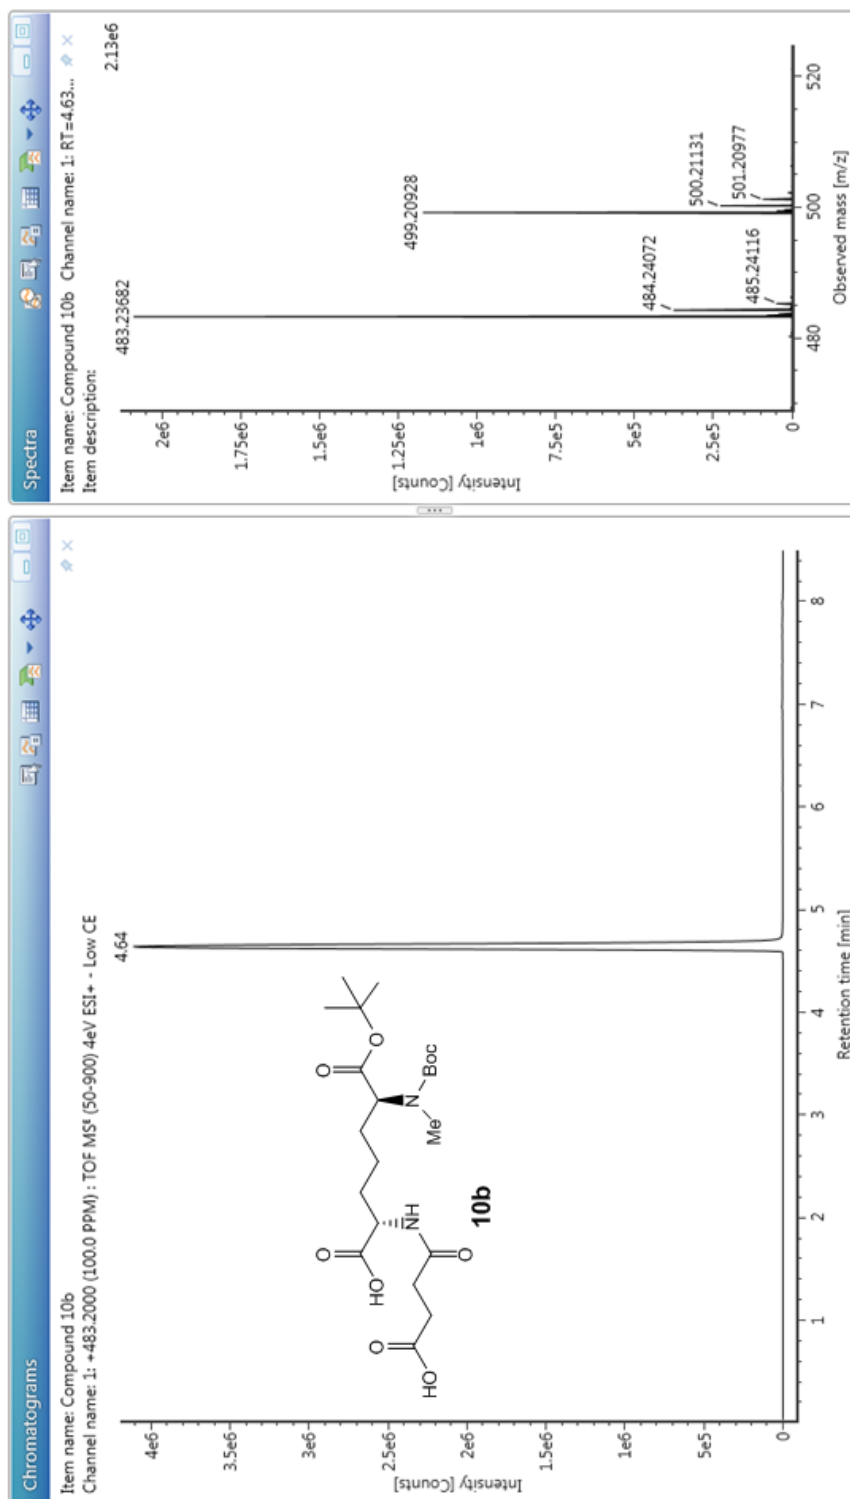 Chromatograms
Item name: Compound 10b
Channel name: 1: +483.2000 (100.0 PPM) : TOF MSᴱ (50-900) 4eV ESI+ - Low CE
4.64
4e6
3.5e6
3e6
2.5e6
2e6
1.5e6
1e6
5e5
0
Intensity [Counts]
HO
O
O
HO
O
NH
O
O
N
Me
Boc
10b
1
2
3
4
5
6
7
8
Retention time [min]
Spectra
Item name: Compound 10b Channel name: 1: RT=4.63...
Item description:
2.13e6
483.23682
499.20928
484.24072
485.24116
500.21131
501.20977
2e6
1.75e6
1.5e6
1.25e6
1e6
7.5e5
5e5
2.5e5
0
Intensity [Counts]
480
500
520
Observed mass [m/z]